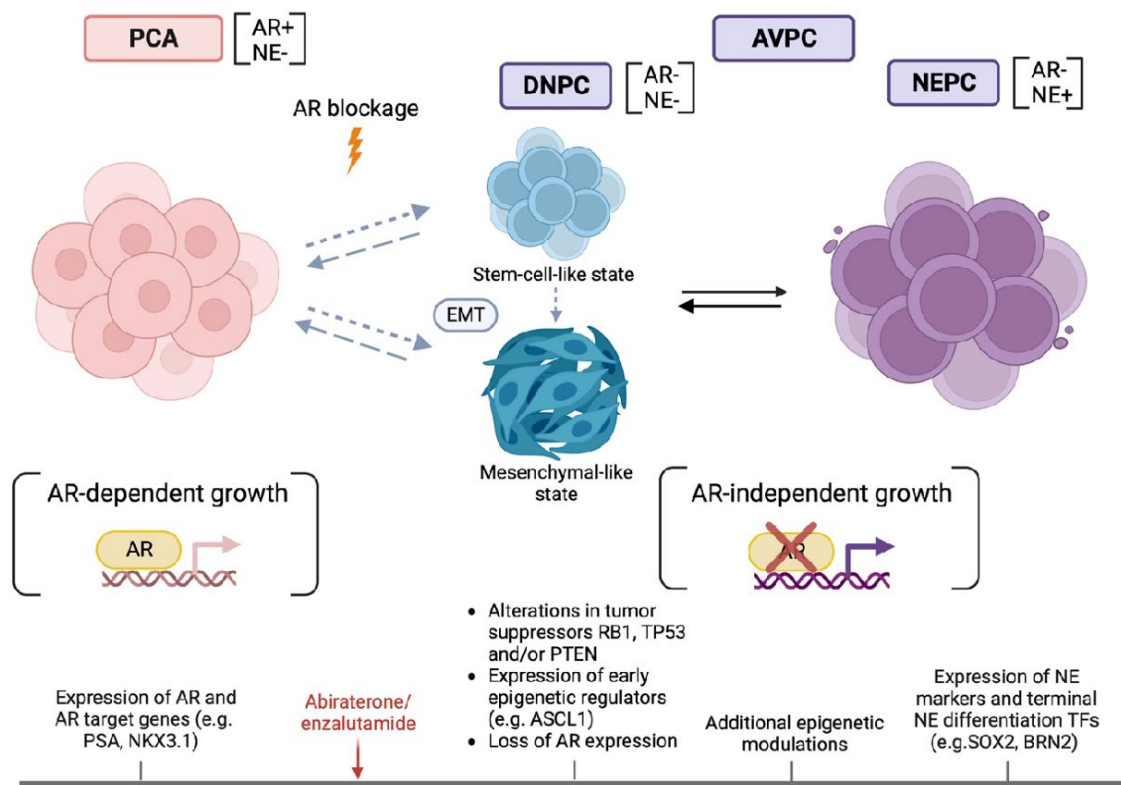 PCA
AR+
NE-
AVPC
DNPC
AR-
NE-
NEPC
AR-
NE+
AR blockage
Stem-cell-like state
EMT
Mesenchymal-like
state
AR-dependent growth
AR
AR-independent growth
AR
Expression of AR and
AR target genes (e.g.
PSA, NKX3.1)
Abiraterone/
enzalutamide
• Alterations in tumor
suppressors RB1, TP53
and/or PTEN
• Expression of early
epigenetic regulators
(e.g. ASCL1)
• Loss of AR expression
Additional epigenetic
modulations
Expression of NE
markers and terminal
NE differentiation TFs
(e.g.SOX2, BRN2)